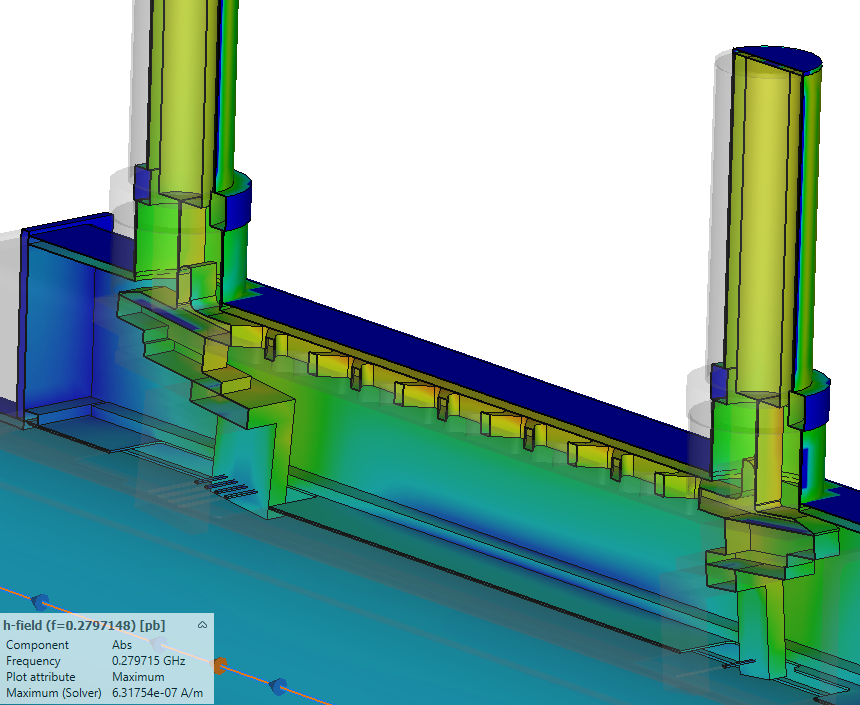 h-field (f=0.2797148) [pb]
Component Abs
Frequency 0.279715 GHz
Plot attribute Maximum
Maximum (Solver) 6.31754e-07 A/m